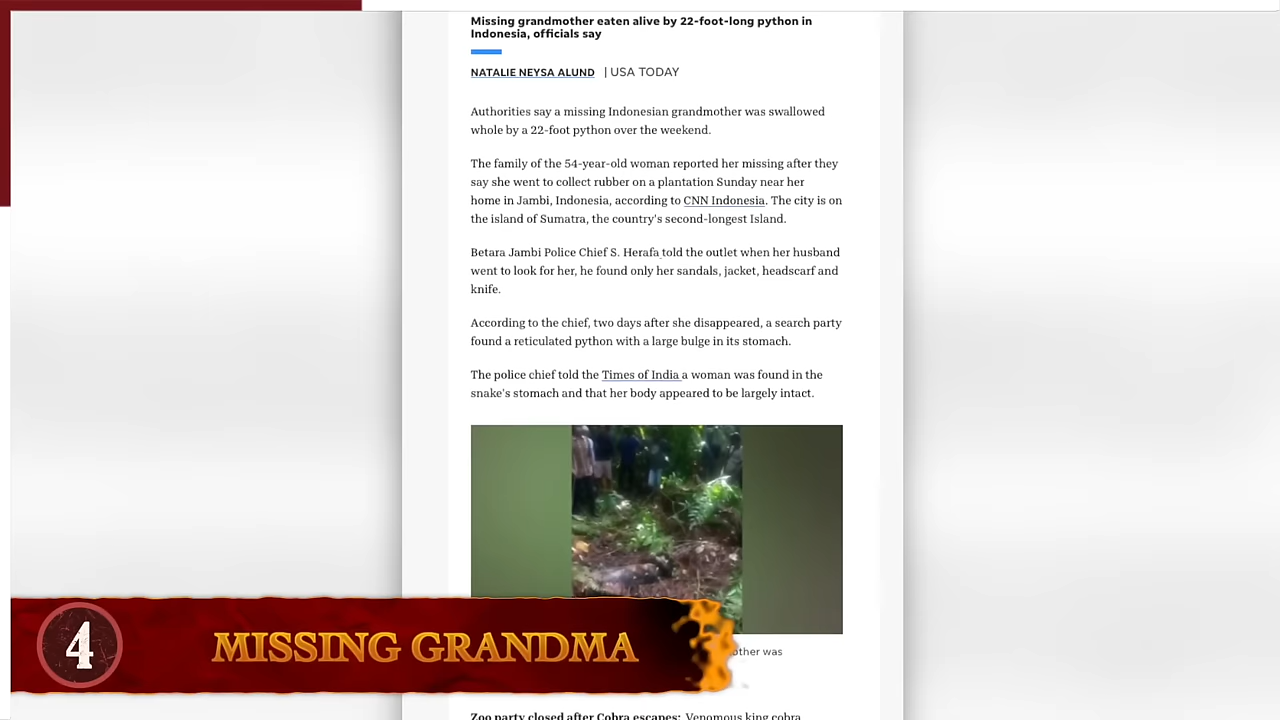 Missing grandmother eaten alive by 22-foot-long python in
Indonesia, officials say
NATALIE NEYSA ALUND | USA TODAY
Authorities say a missing Indonesian grandmother was swallowed
whole by a 22-foot python over the weekend.
The family of the 54-year-old woman reported her missing after they
say she went to collect rubber on a plantation Sunday near her
home in Jambi, Indonesia, according to CNN Indonesia. The city is on
the island of Sumatra, the country's second-longest Island.
Betara Jambi Police Chief S. Herafa told the outlet when her husband
went to look for her, he found only her sandals, jacket, headscarf and
knife.
According to the chief, two days after she disappeared, a search party
found a reticulated python with a large bulge in its stomach.
The police chief told the Times of India a woman was found in the
snake's stomach and that her body appeared to be largely intact.
was
4 MISSING GRANDMA
Zoo party closed after Cobra escapes: Venomous king cobra